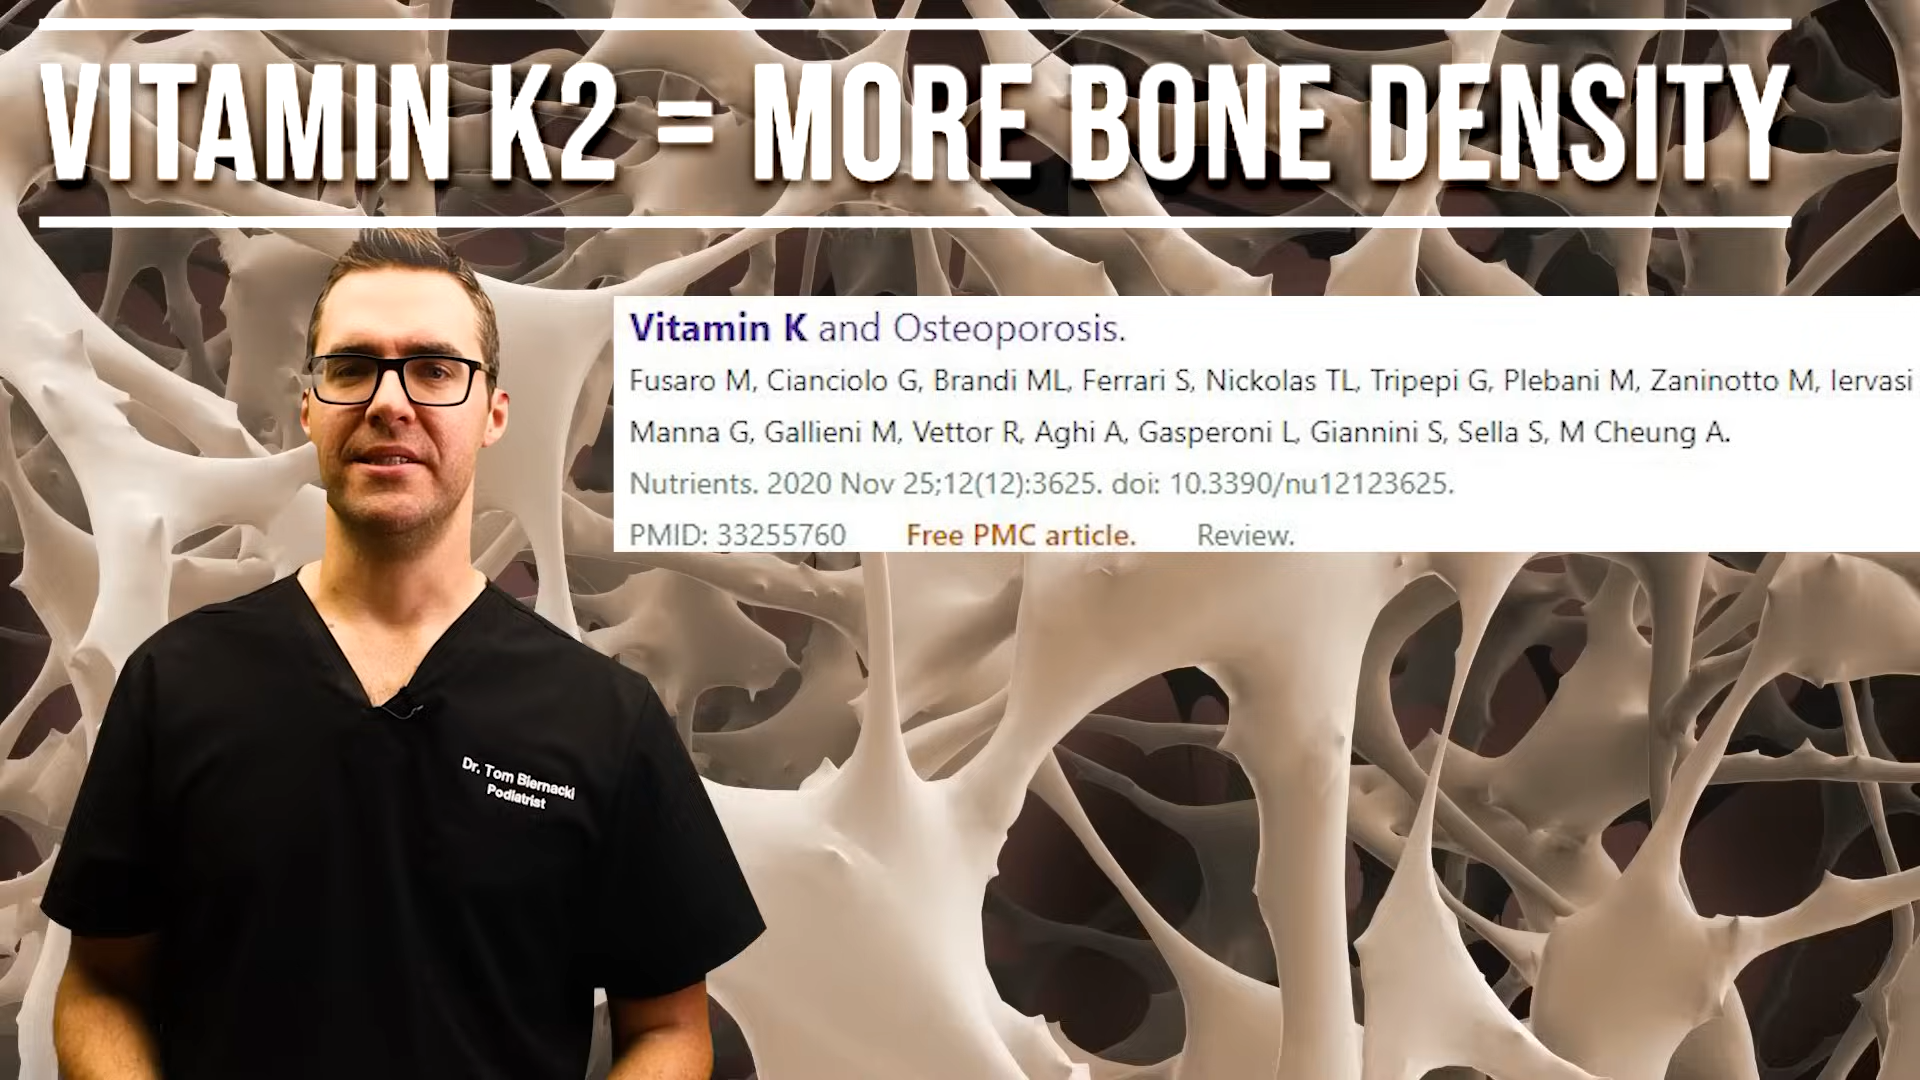 VITAMIN K2 = MORE BONE DENSITY
Vitamin K and Osteoporosis.
Fusaro M, Cianciolo G, Brandi ML, Ferrari S, Nickolas TL, Tripepi G, Plebani M, Zaninotto M, Iervasi
Manna G, Gallieni M, Vettor R, Aghi A, Gasperoni L, Giannini S, Sella S, M Cheung A.
Nutrients. 2020 Nov 25;12(12):3625. doi: 10.3390/nu12123625.
PMID: 33255760 Free PMC article. Review.
Dr. Tom Biernacki
Podiatrist